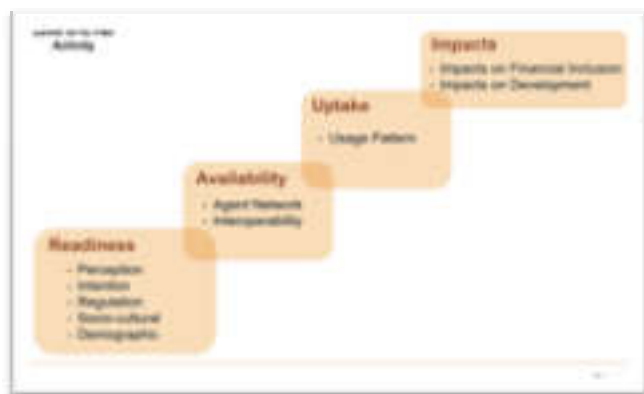 Activity
Impacts
- Impacts on Financial Inclusion
- Impacts on Development
Uptake
- Usage Pattern
Availability
- Agent Network
- Interoperability
Readiness
- Perception
- Intention
- Regulation
- Socio-cultural
- Demographic